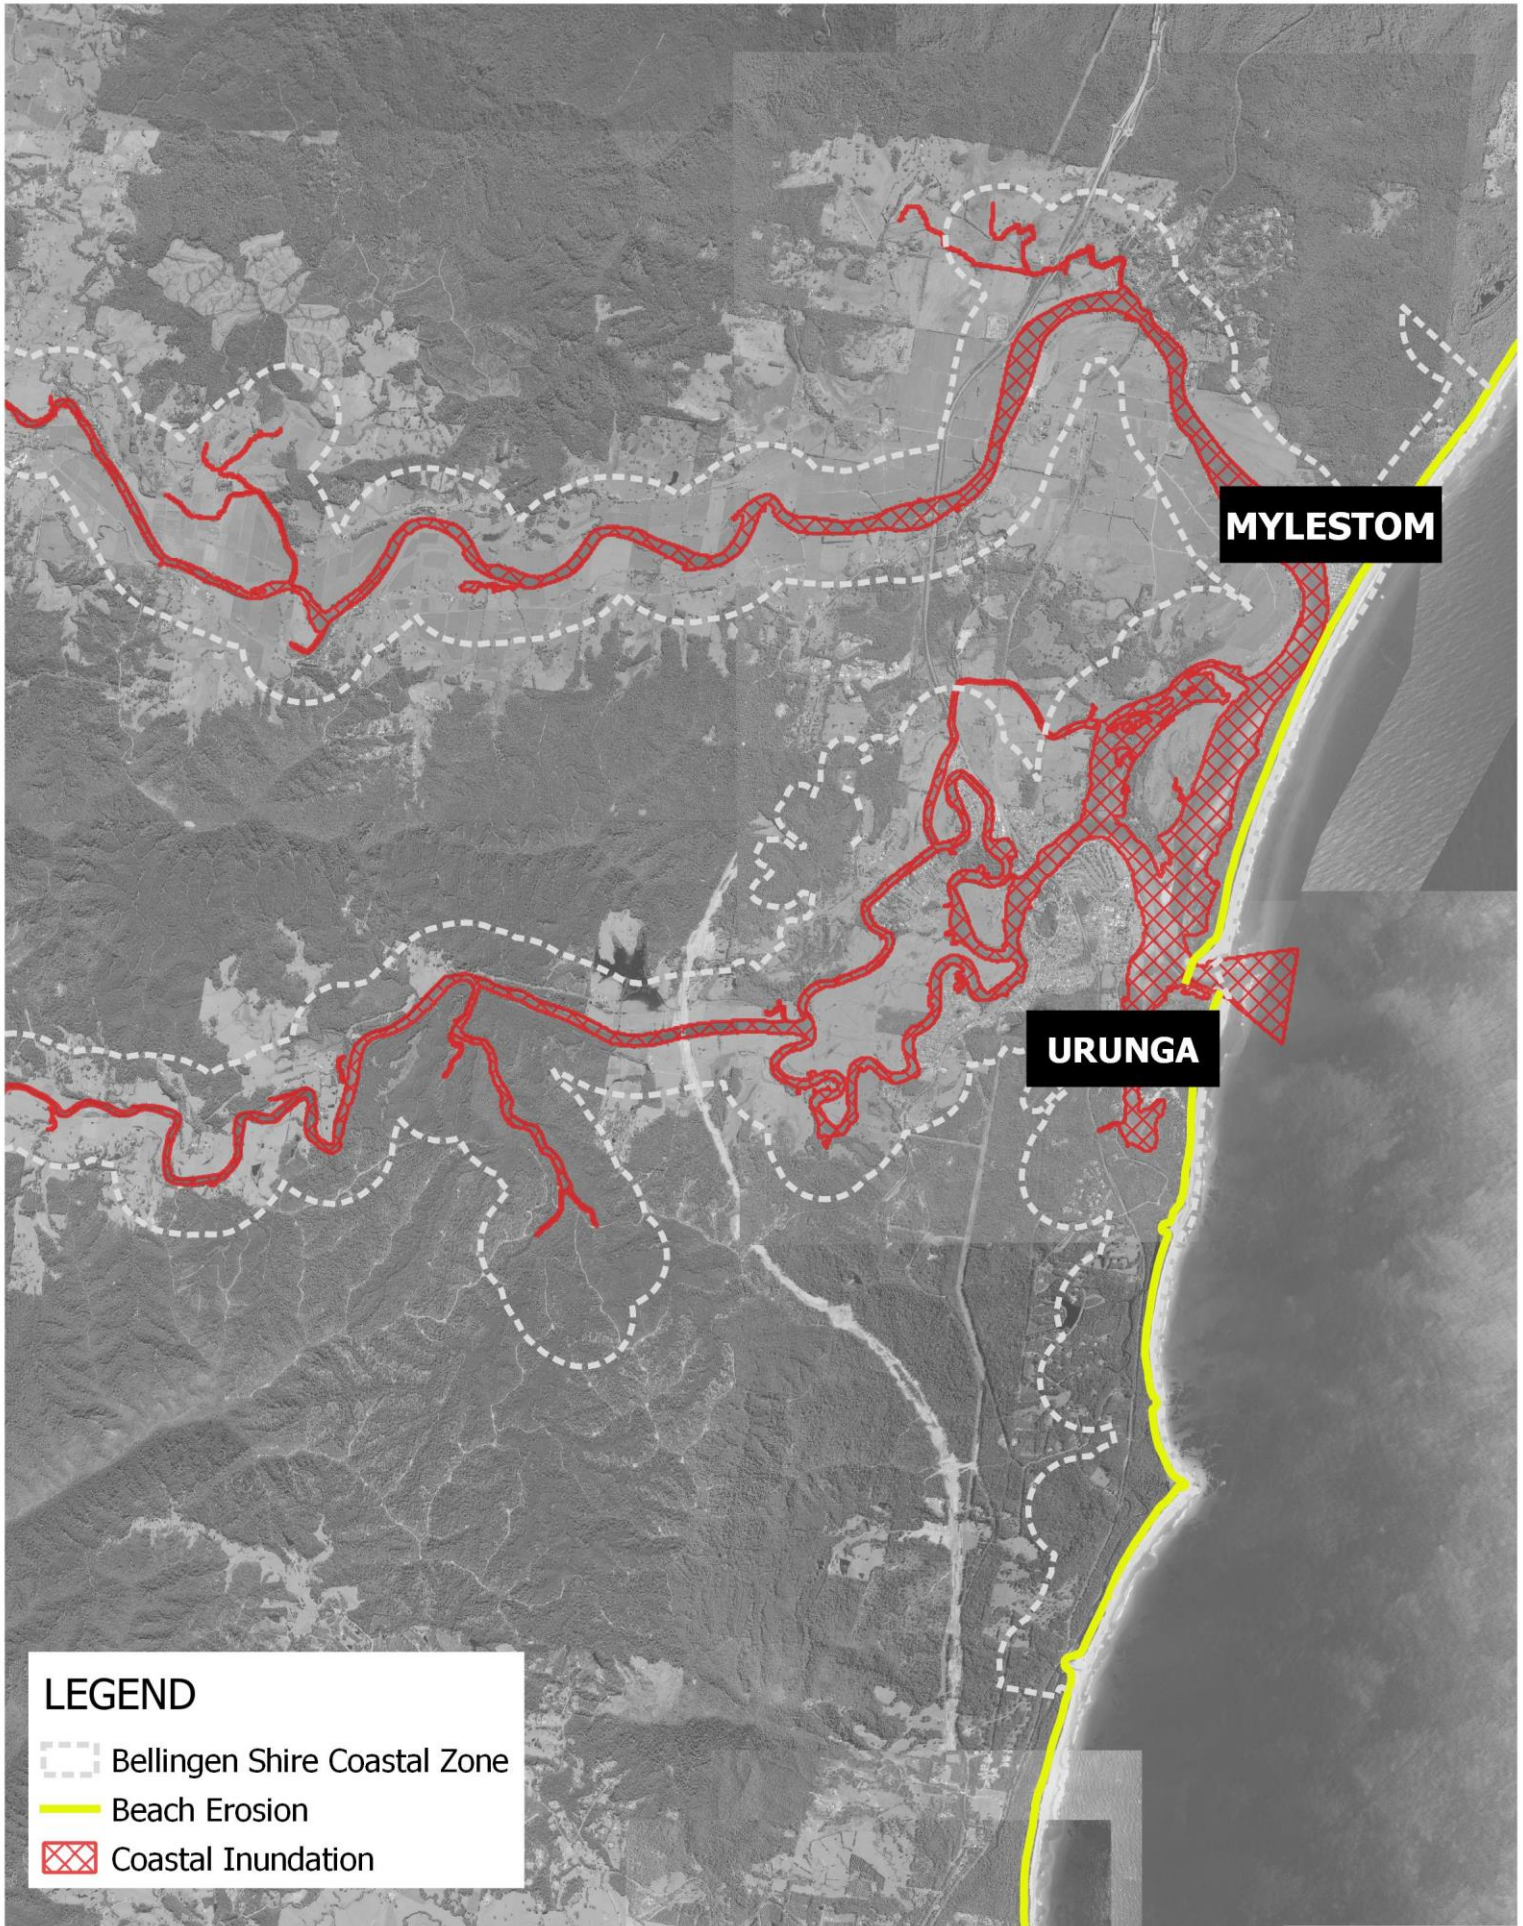 MYLESTOM
URUNGA
LEGEND
Bellingen Shire Coastal Zone
Beach Erosion
Coastal Inundation